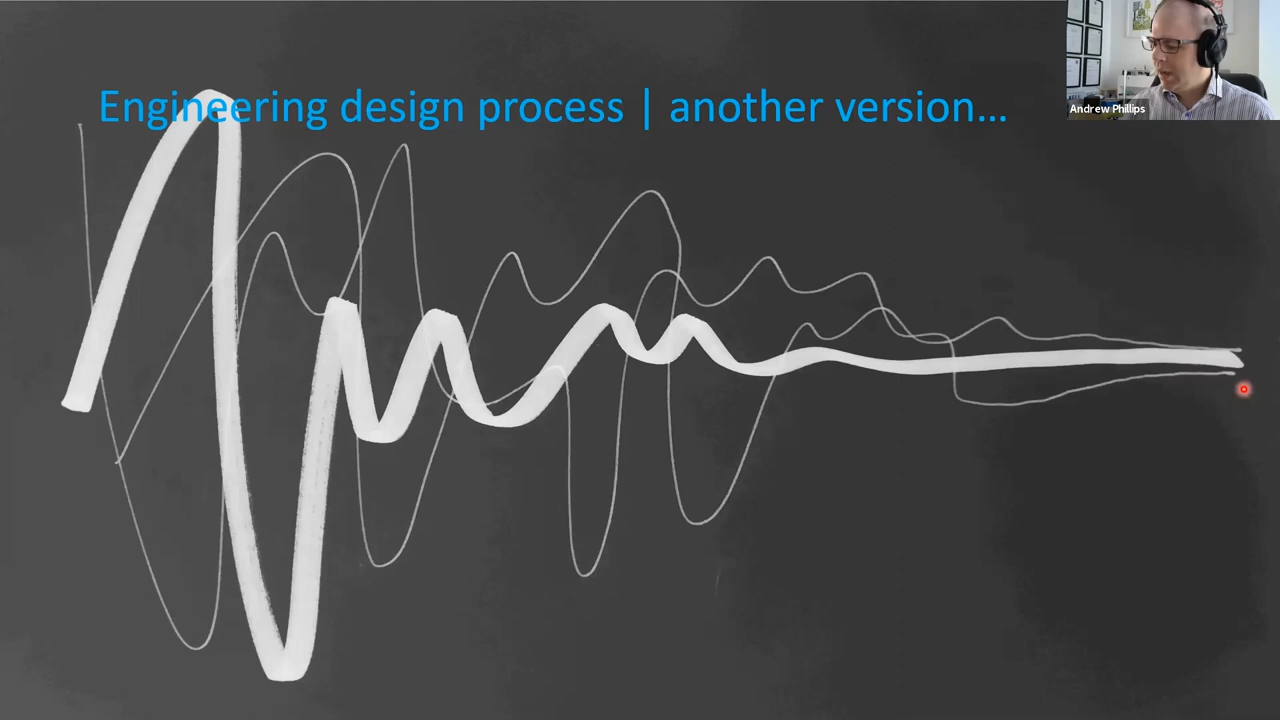 Engineering design process | another version...
Andrew Phillips